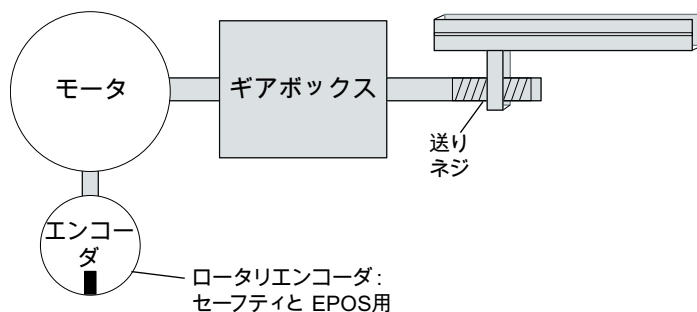 モータ
ギアボックス
送り
ネジ
エンコー
ダ
ロータリエンコーダ:
セーフティと EPOS用